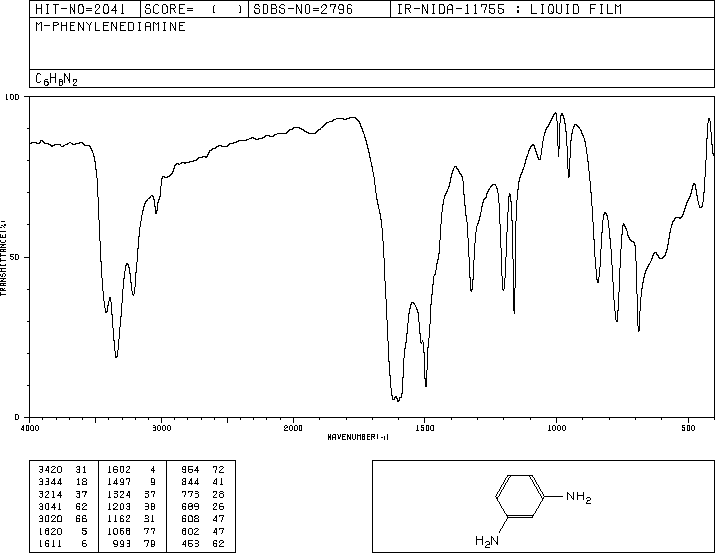 HIT-NO=2041 SCORE= ( ) SDBS-NO=2796 IR-NIDA-11755 : LIQUID FILM
M-PHENYLENEDIAMINE
C6H8N2
100
50
0
TRANSMITTANCE(%)
4000 3000 2000 1500 1000 500
WAVENUMBER(-1)
3420 31 1602 4 954 72
3344 18 1497 9 844 41
3214 37 1324 37 773 28
3041 62 1203 38 689 26
3020 66 1162 31 608 47
1620 5 1068 77 602 47
1611 5 993 79 453 62
NH2
H2N